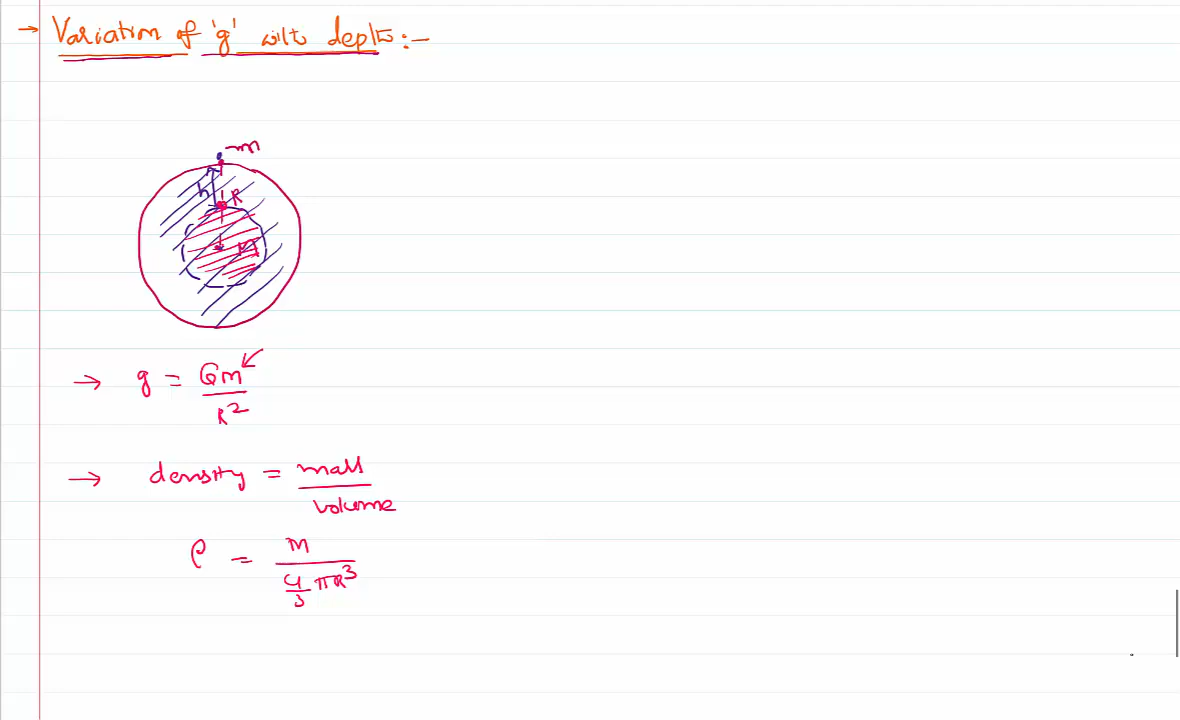 → Variation of 'g' with depth:-
m
h
R
M
→ g = Gm / R²
→ density = mass / volume
ρ = m / 4/3 πR³